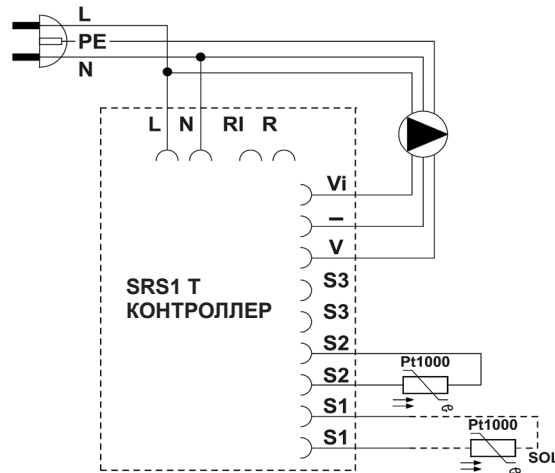 L
PE
N
L N RI R
Vi
–
V
SRS1 T
КОНТРОЛЛЕР
S3
S3
S2
Pt1000
S2
S1
Pt1000
S1